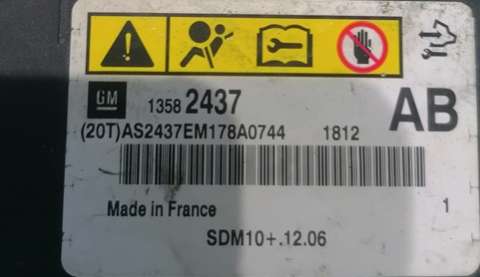 GM 1358 2437
AB
(20T)AS2437EM178A0744 1812
Made in France 1
SDM10+.12.06